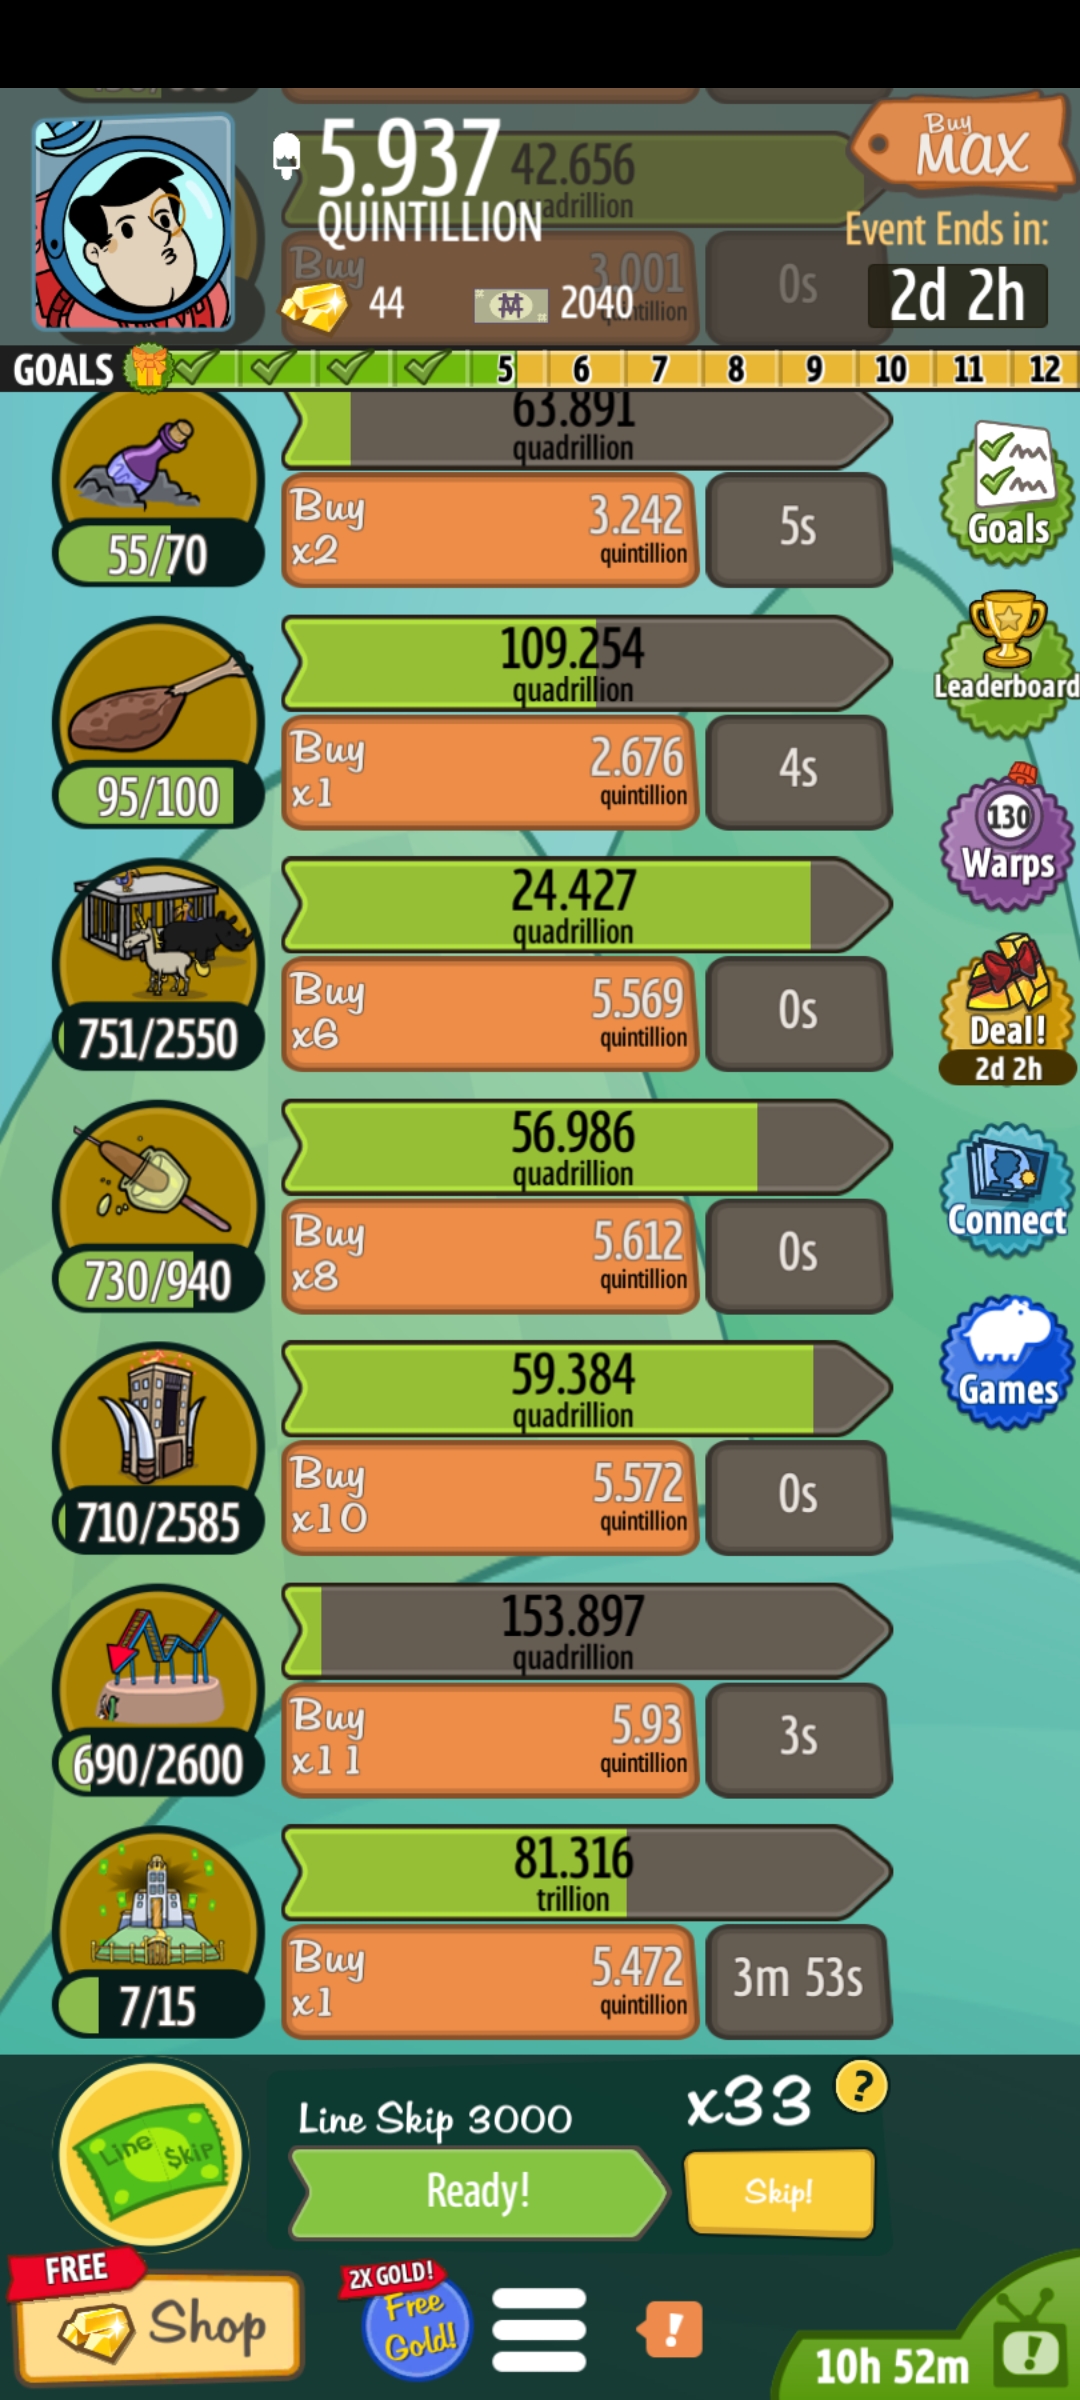 5.937
QUINTILLION
42.656
quadrillion
Buy
MAX
Event Ends in:
2d 2h
Buy
3.001
quintillion
0s
44
2040
GOALS
5 6 7 8 9 10 11 12
63.891
quadrillion
55/70
Buy
x2
3.242
quintillion
5s
Goals
109.254
quadrillion
95/100
Buy
x1
2.676
quintillion
4s
Leaderboard
130
Warps
24.427
quadrillion
751/2550
Buy
x6
5.569
quintillion
0s
Deal!
2d 2h
56.986
quadrillion
730/940
Buy
x8
5.612
quintillion
0s
Connect
59.384
quadrillion
710/2585
Buy
x10
5.572
quintillion
0s
Games
153.897
quadrillion
690/2600
Buy
x11
5.93
quintillion
3s
81.316
trillion
7/15
Buy
x1
5.472
quintillion
3m 53s
Line $kip
Line Skip 3000
x33
?
Ready!
Skip!
FREE
Shop
2X GOLD!
Free
Gold!
!
10h 52m
!